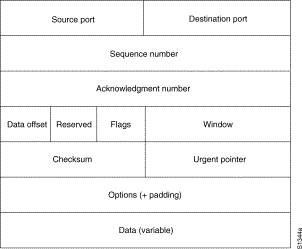 Source port
Destination port
Sequence number
Acknowledgment number
Data offset
Reserved
Flags
Window
Checksum
Urgent pointer
Options (+ padding)
Data (variable)
S1344a